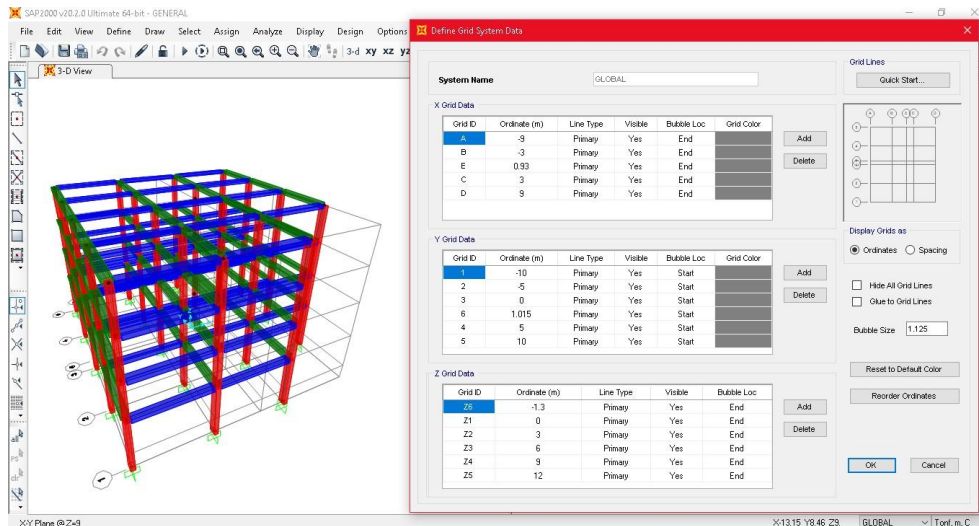 SAP2000 v20.2.0 Ultimate 64-bit - GENERAL
File Edit View Define Draw Select Assign Analyze Display Design Options
3-d xy xz yz
3-D View
Define Grid System Data
System Name GLOBAL
Grid Lines
Quick Start...
X Grid Data
Grid ID Ordinate (m) Line Type Visible Bubble Loc Grid Color
A -9 Primary Yes End
B -3 Primary Yes End
E 0.93 Primary Yes End
C 3 Primary Yes End
D 9 Primary Yes End
Add
Delete
Y Grid Data
Grid ID Ordinate (m) Line Type Visible Bubble Loc Grid Color
1 -10 Primary Yes Start
2 -5 Primary Yes Start
3 0 Primary Yes Start
6 1.015 Primary Yes Start
4 5 Primary Yes Start
5 10 Primary Yes Start
Add
Delete
Display Grids as
Ordinates Spacing
Hide All Grid Lines
Glue to Grid Lines
Bubble Size 1.125
Reset to Default Color
Reorder Ordinates
Z Grid Data
Grid ID Ordinate (m) Line Type Visible Bubble Loc
Z6 -1.3 Primary Yes End
Z1 0 Primary Yes End
Z2 3 Primary Yes End
Z3 6 Primary Yes End
Z4 9 Primary Yes End
Z5 12 Primary Yes End
Add
Delete
OK Cancel
X-Y Plane @ Z=9
X-13.15 Y8.46 Z9. GLOBAL Tonf, m, C